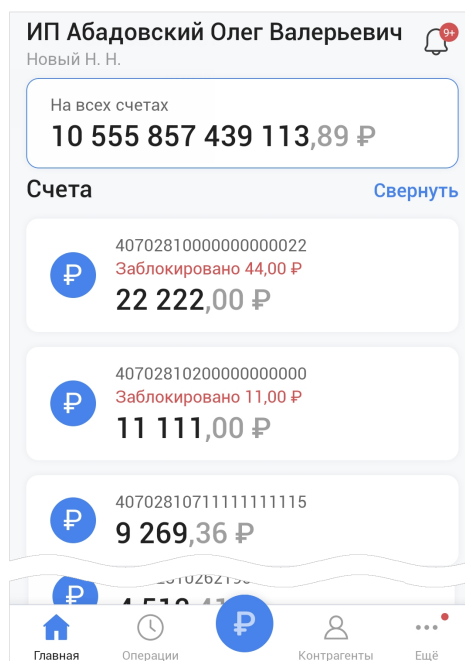 ИП Абадовский Олег Валерьевич
9+
Новый Н. Н.
На всех счетах
10 555 857 439 113,89 ₽
Счета
Свернуть
40702810000000000022
Заблокировано 44,00 ₽
22 222,00 ₽
40702810200000000000
Заблокировано 11,00 ₽
11 111,00 ₽
40702810711111111115
9 269,36 ₽
Главная
Операции
Контрагенты
Ещё